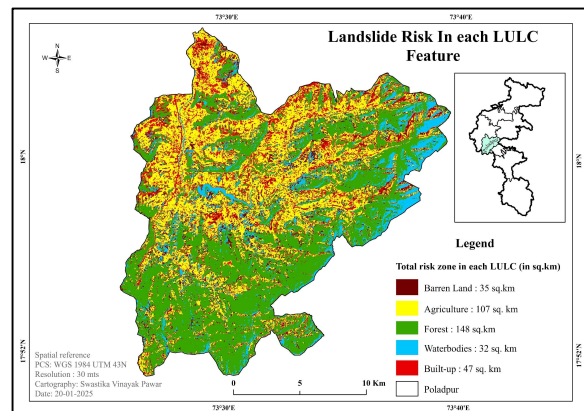 73°30'E
73°40'E
Landslide Risk In each LULC
Feature
N
W E
S
18°N
18°N
Legend
Total risk zone in each LULC (in sq.km)
Barren Land : 35 sq.km
Agriculture : 107 sq. km
Forest : 148 sq.km
Waterbodies : 32 sq. km
Built-up : 47 sq. km
Poladpur
17°52'N
17°52'N
Spatial reference
PCS: WGS 1984 UTM 43N
Resolution : 30 mts
Cartography: Swastika Vinayak Pawar
Date: 20-01-2025
0 5 10 Km
73°30'E
73°40'E